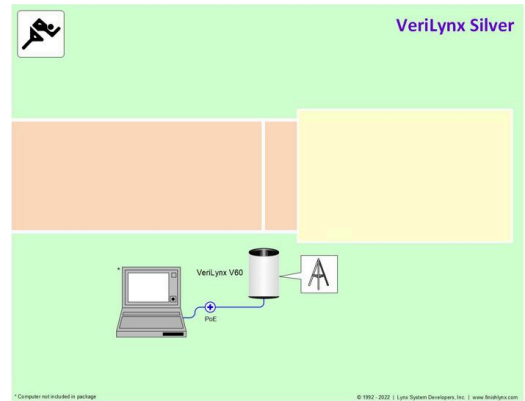 VeriLynx Silver
*
VeriLynx V60
PoE
* Computer not included in package
© 1992 - 2022 | Lynx System Developers, Inc. | www.finishlynx.com